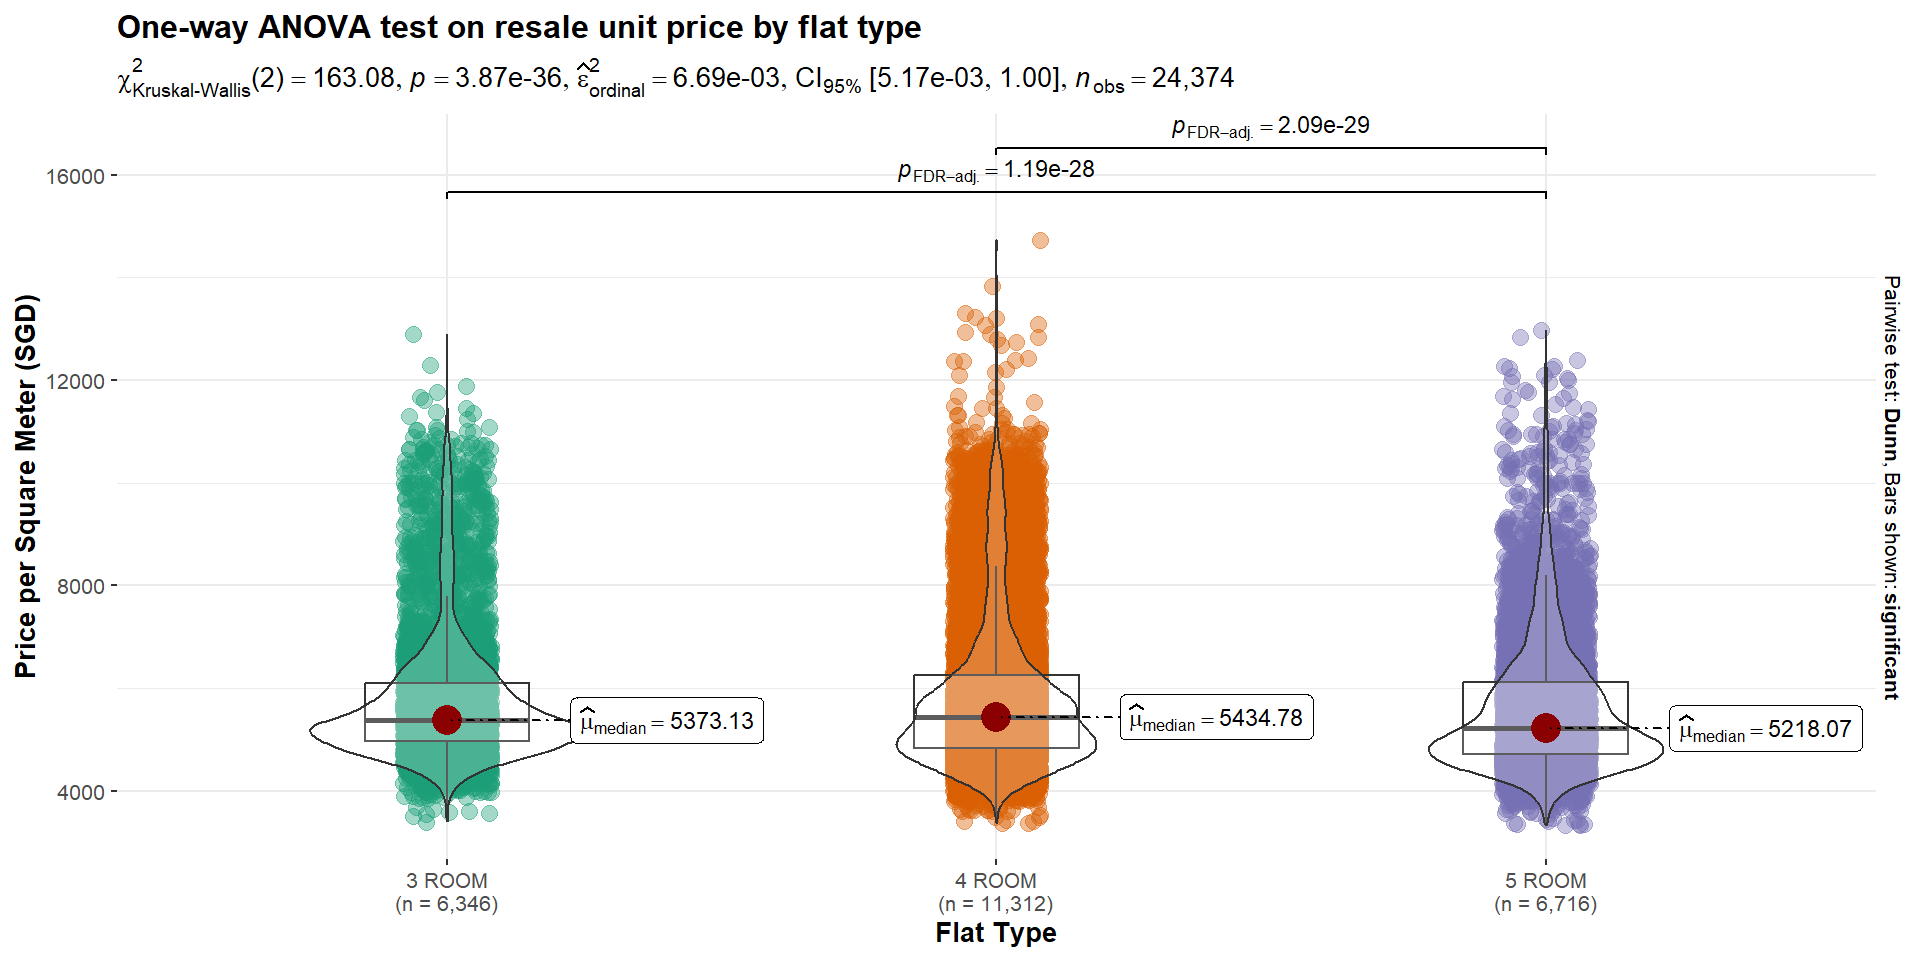 One-way ANOVA test on resale unit price by flat type
χ²Kruskal-Wallis(2) = 163.08, p = 3.87e-36, ε̂²ordinal = 6.69e-03, CI95% [5.17e-03, 1.00], nobs = 24,374
pFDR–adj. = 2.09e-29
pFDR–adj. = 1.19e-28
16000
12000
8000
4000
Price per Square Meter (SGD)
μ̂median = 5373.13
μ̂median = 5434.78
μ̂median = 5218.07
Pairwise test: Dunn, Bars shown: significant
3 ROOM
(n = 6,346)
4 ROOM
(n = 11,312)
5 ROOM
(n = 6,716)
Flat Type